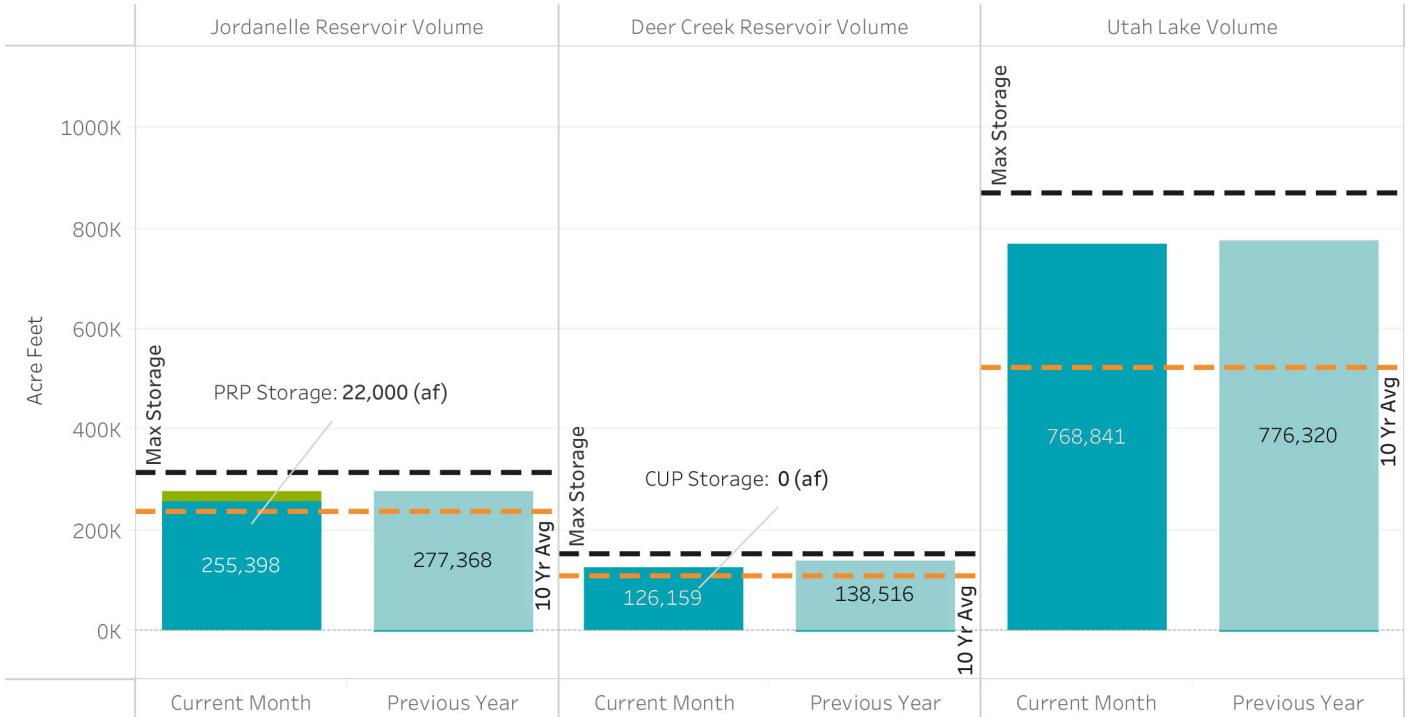 Jordanelle Reservoir Volume
Deer Creek Reservoir Volume
Utah Lake Volume
Acre Feet
1000K
800K
600K
400K
200K
0K
Max Storage
PRP Storage: 22,000 (af)
255,398
277,368
10 Yr Avg
Max Storage
CUP Storage: 0 (af)
126,159
138,516
10 Yr Avg
Max Storage
768,841
776,320
10 Yr Avg
Current Month
Previous Year
Current Month
Previous Year
Current Month
Previous Year